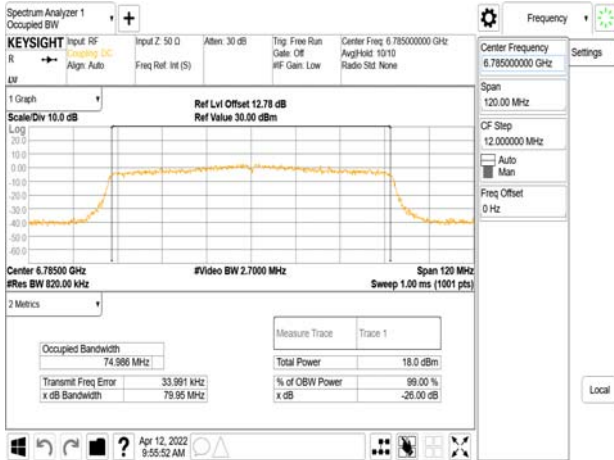 Spectrum Analyzer 1
Occupied BW
Frequency
KEYSIGHT Input: RF Input Z: 50 Ω Atten: 30 dB Trig: Free Run Center Freq: 6.785000000 GHz
Coupling: DC Gate: Off Avg|Hold: 10/10
R Align: Auto Freq Ref: Int (S) #IF Gain: Low Radio Std: None
LXI
Center Frequency
6.785000000 GHz
Settings
Span
120.00 MHz
CF Step
12.000000 MHz
Auto
Man
Freq Offset
0 Hz
Local
1 Graph
Ref Lvl Offset 12.78 dB
Scale/Div 10.0 dB Ref Value 30.00 dBm
Log
20.0
10.0
0.00
-10.0
-20.0
-30.0
-40.0
-50.0
-60.0
Center 6.78500 GHz #Video BW 2.7000 MHz Span 120 MHz
#Res BW 820.00 kHz Sweep 1.00 ms (1001 pts)
2 Metrics
Measure Trace Trace 1
Occupied Bandwidth
74.986 MHz
Total Power 18.0 dBm
Transmit Freq Error 33.991 kHz % of OBW Power 99.00 %
x dB Bandwidth 79.95 MHz x dB -26.00 dB
Apr 12, 2022
9:55:52 AM